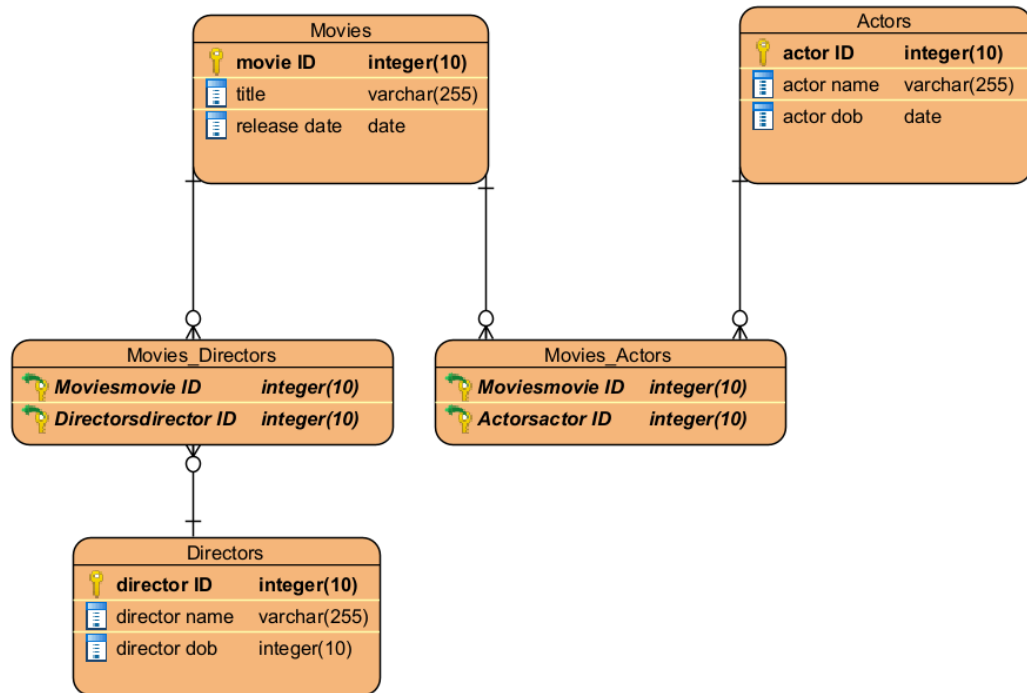 Movies
movie ID integer(10)
title varchar(255)
release date date
Actors
actor ID integer(10)
actor name varchar(255)
actor dob date
Movies_Directors
Moviesmovie ID integer(10)
Directorsdirector ID integer(10)
Movies_Actors
Moviesmovie ID integer(10)
Actorsactor ID integer(10)
Directors
director ID integer(10)
director name varchar(255)
director dob integer(10)